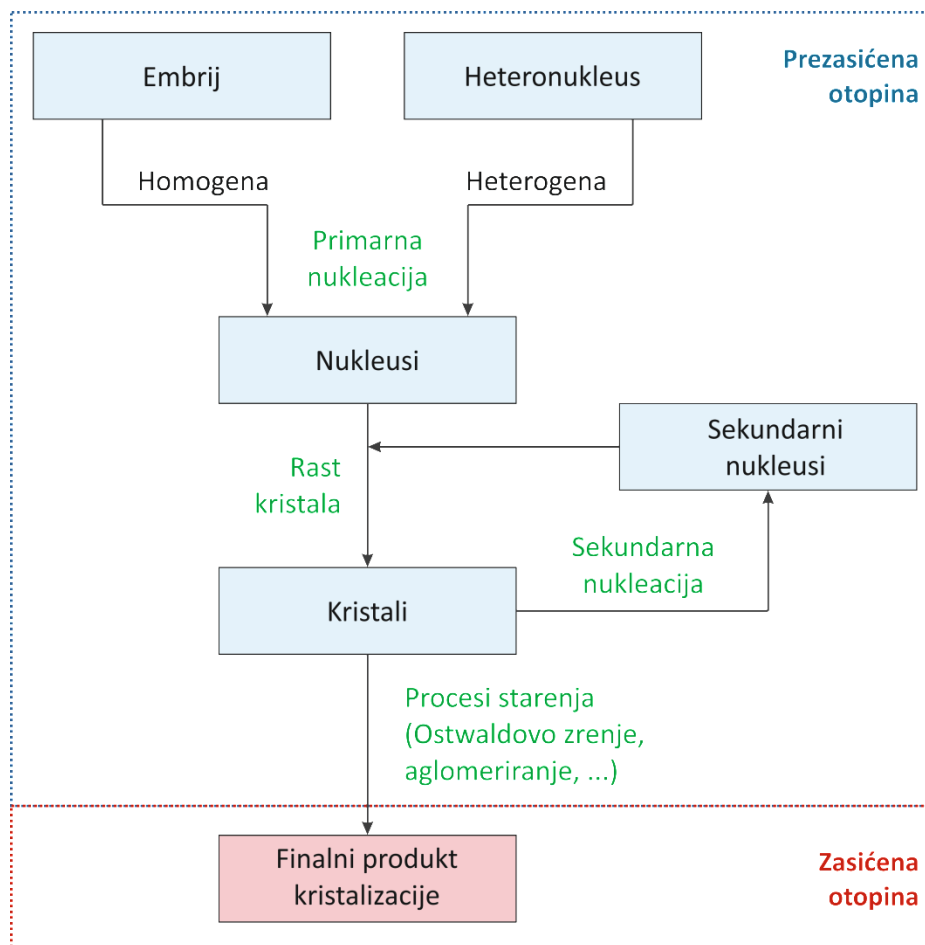 Embrij
Heteronukleus
Prezasićena
otopina
Homogena
Heterogena
Primarna
nukleacija
Nukleusi
Sekundarni
nukleusi
Rast
kristala
Sekundarna
nukleacija
Kristali
Procesi starenja
(Ostwaldovo zrenje,
aglomeriranje, ...)
Finalni produkt
kristalizacije
Zasićena
otopina